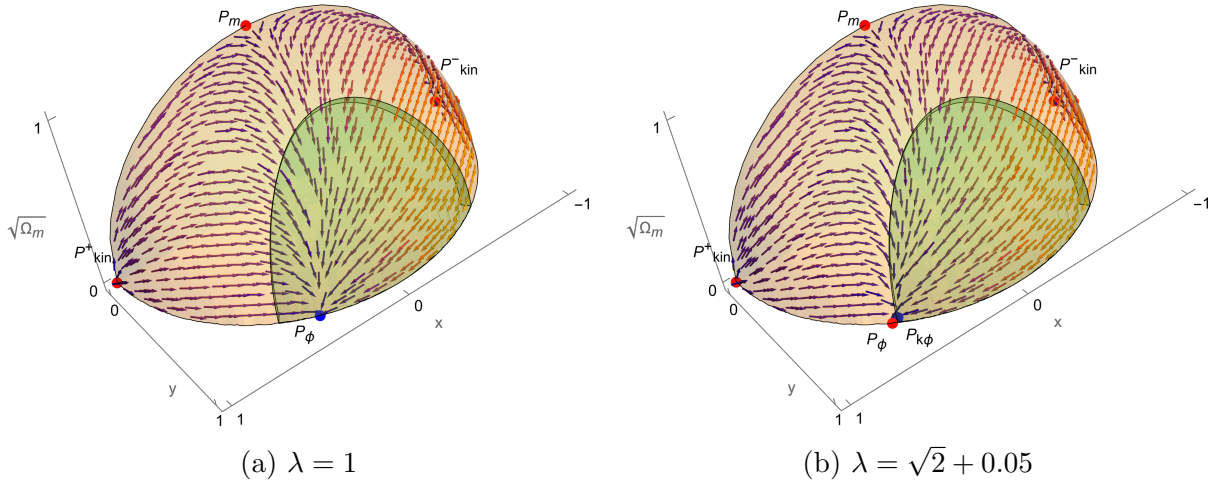 P_m
P^-_kin
1
√Ω_m
P^+_kin
0
0
y
1
1
P_ϕ
0
x
−1
P_m
P^-_kin
1
√Ω_m
P^+_kin
0
0
y
1
1
P_ϕ
P_kϕ
0
x
−1
(a) λ = 1
(b) λ = √2 + 0.05